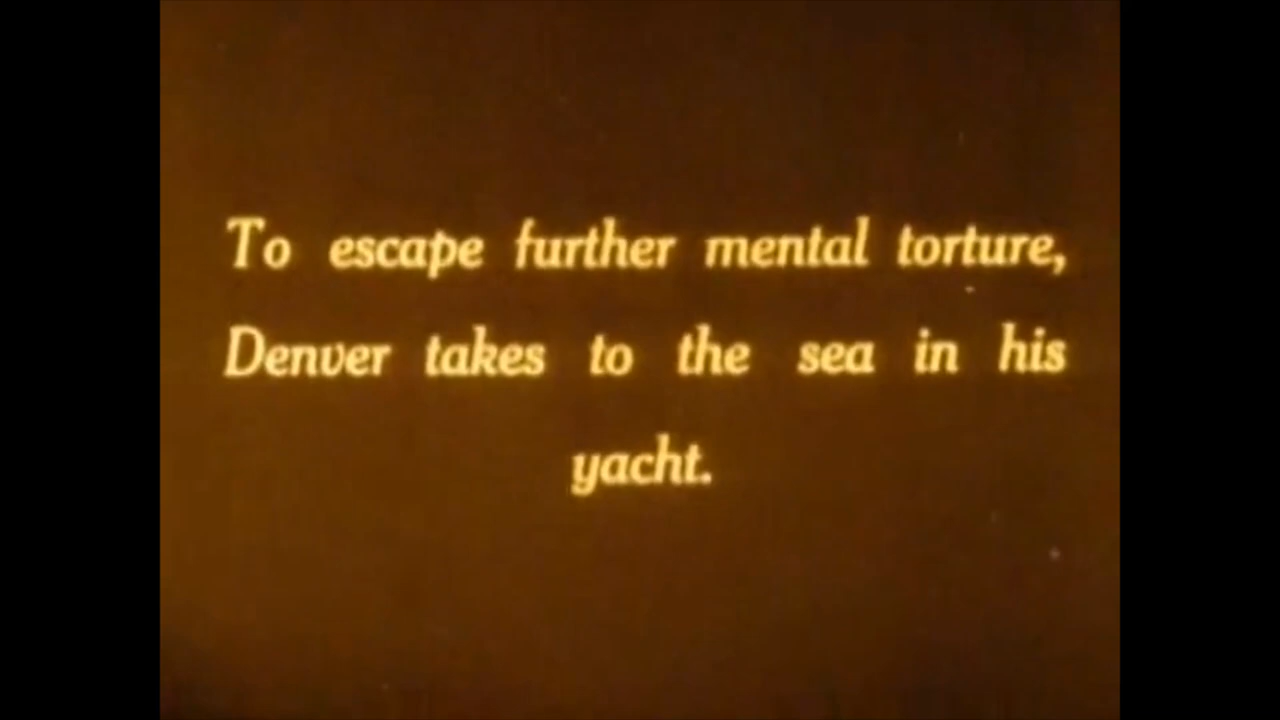 To escape further mental torture,
Denver takes to the sea in his
yacht.